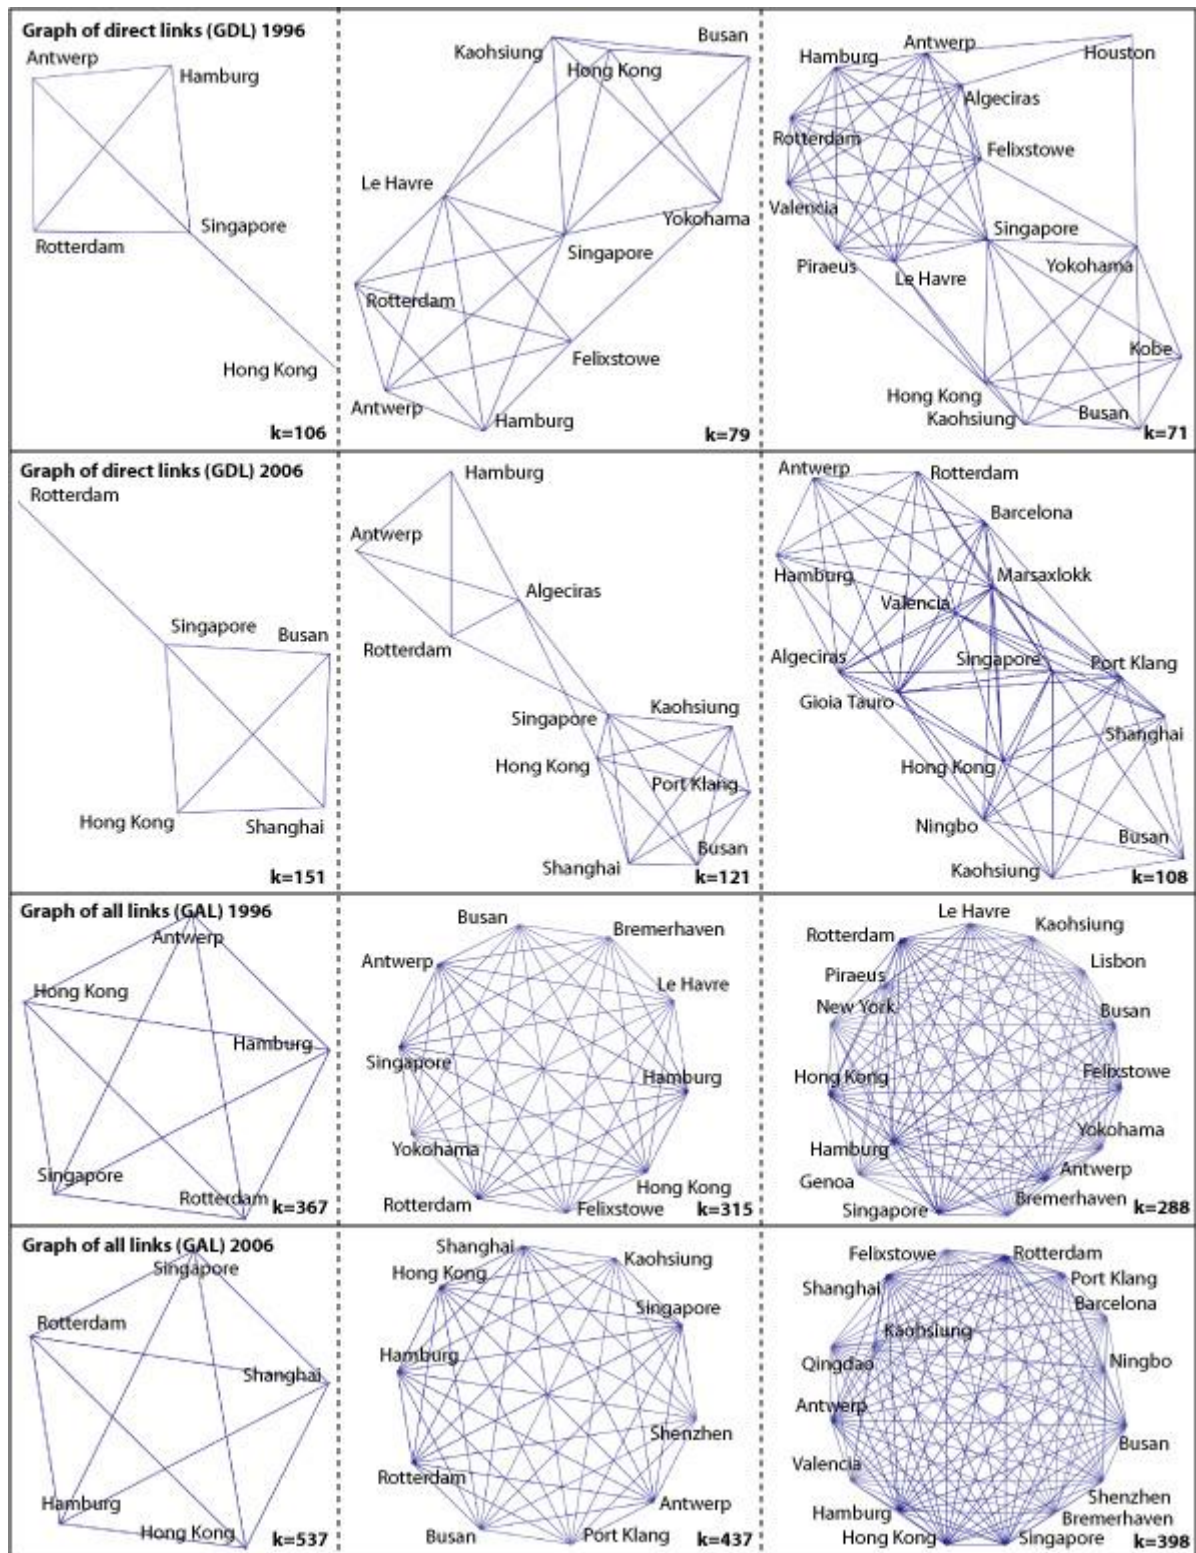 Graph of direct links (GDL) 1996
Antwerp
Hamburg
Singapore
Rotterdam
Hong Kong
k=106
Busan
Kaohsiung
Hong Kong
Le Havre
Yokohama
Singapore
Rotterdam
Felixstowe
Antwerp
Hamburg
k=79
Antwerp
Houston
Hamburg
Algeciras
Rotterdam
Felixstowe
Valencia
Singapore
Piraeus
Yokohama
Le Havre
Kobe
Hong Kong
Kaohsiung
Busan
k=71
Graph of direct links (GDL) 2006
Rotterdam
Singapore
Busan
Hong Kong
Shanghai
k=151
Hamburg
Antwerp
Algeciras
Rotterdam
Kaohsiung
Singapore
Hong Kong
Port Klang
Busan
Shanghai
k=121
Antwerp
Rotterdam
Barcelona
Hamburg
Marsaxlokk
Valencia
Algeciras
Singapore
Port Klang
Gioia Tauro
Shanghai
Hong Kong
Ningbo
Busan
Kaohsiung
k=108
Graph of all links (GAL) 1996
Antwerp
Hong Kong
Hamburg
Singapore
Rotterdam
k=367
Busan
Bremerhaven
Antwerp
Le Havre
Singapore
Hamburg
Yokohama
Hong Kong
Rotterdam
Felixstowe
k=315
Le Havre
Kaohsiung
Rotterdam
Lisbon
Piraeus
New York
Busan
Hong Kong
Felixstowe
Yokohama
Hamburg
Antwerp
Genoa
Bremerhaven
Singapore
k=288
Graph of all links (GAL) 2006
Singapore
Rotterdam
Shanghai
Hamburg
Hong Kong
k=537
Shanghai
Kaohsiung
Hong Kong
Singapore
Hamburg
Shenzhen
Rotterdam
Antwerp
Busan
Port Klang
k=437
Felixstowe
Rotterdam
Shanghai
Port Klang
Barcelona
Kaohsiung
Qingdao
Ningbo
Antwerp
Busan
Valencia
Shenzhen
Hamburg
Bremerhaven
Hong Kong
Singapore
k=398